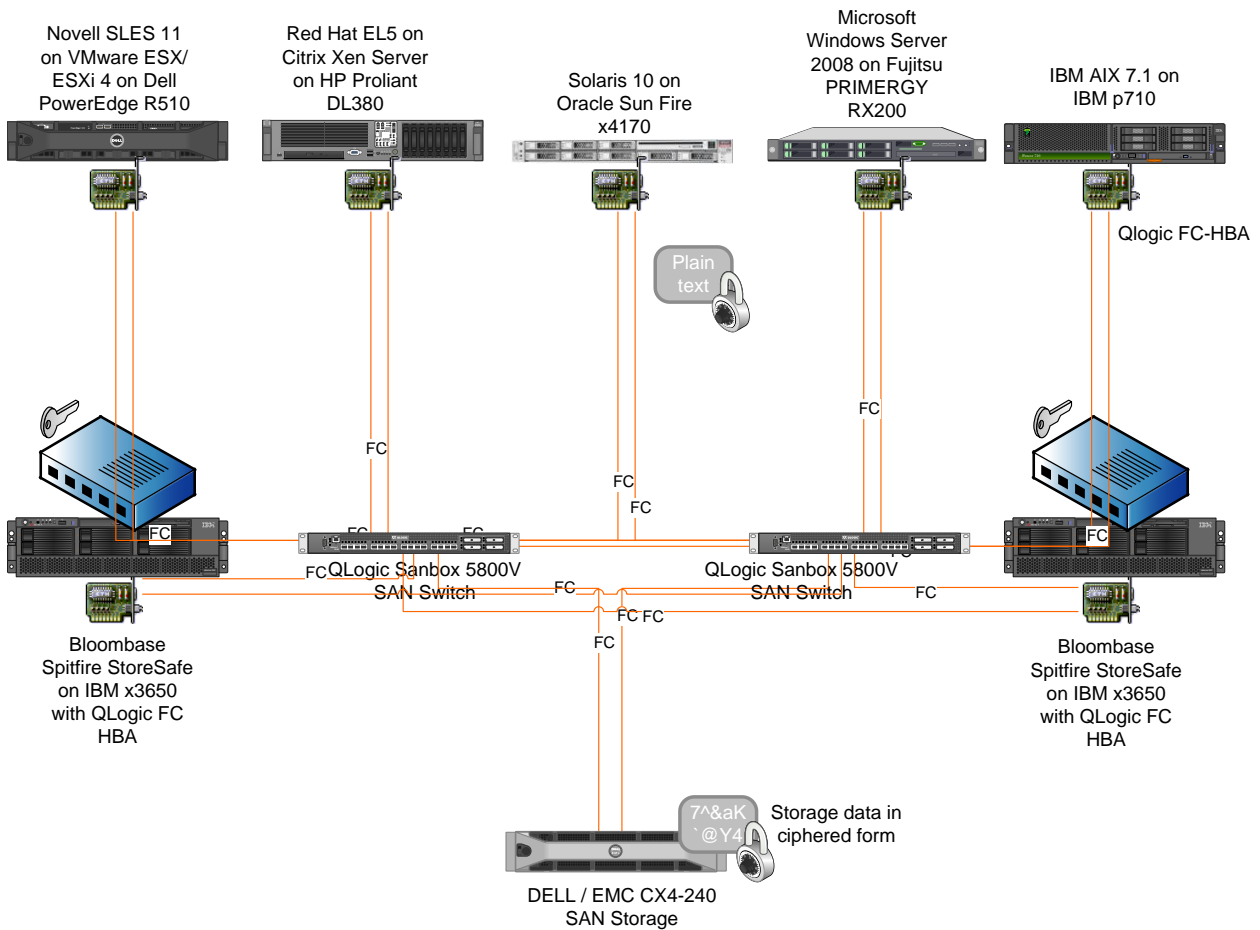 Novell SLES 11
on VMware ESX/
ESXi 4 on Dell
PowerEdge R510
Red Hat EL5 on
Citrix Xen Server
on HP Proliant
DL380
Solaris 10 on
Oracle Sun Fire
x4170
Microsoft
Windows Server
2008 on Fujitsu
PRIMERGY
RX200
IBM AIX 7.1 on
IBM p710
Qlogic FC-HBA
Plain
text
FC
FC
FC
FC
FC
FC
FC
FC
FC
QLogic Sanbox 5800V
SAN Switch
QLogic Sanbox 5800V
SAN Switch
FC
FC
FC
FC
FC
FC
Bloombase
Spitfire StoreSafe
on IBM x3650
with QLogic FC
HBA
Bloombase
Spitfire StoreSafe
on IBM x3650
with QLogic FC
HBA
7^&aK
`@Y4
Storage data in
ciphered form
DELL / EMC CX4-240
SAN Storage